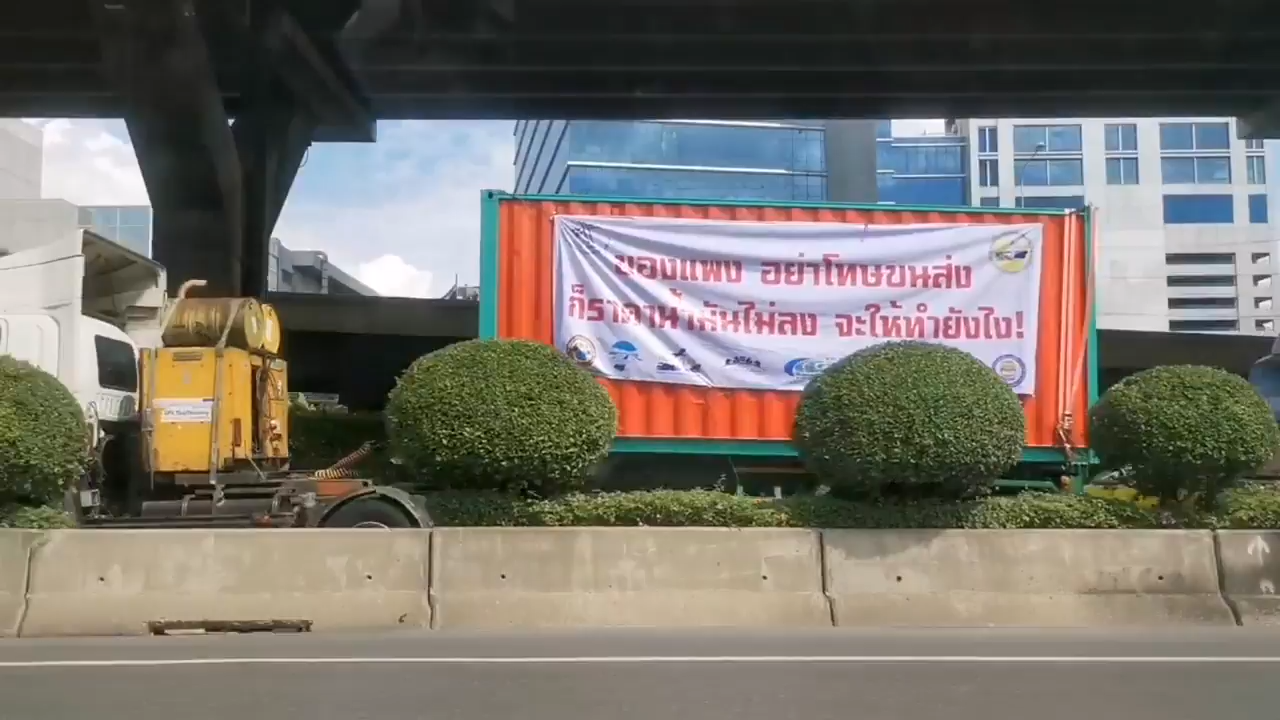 ของแพง อย่าโทษขนส่ง
ก็ราคาน้ำมันไม่ลง จะให้ทำยังไง!